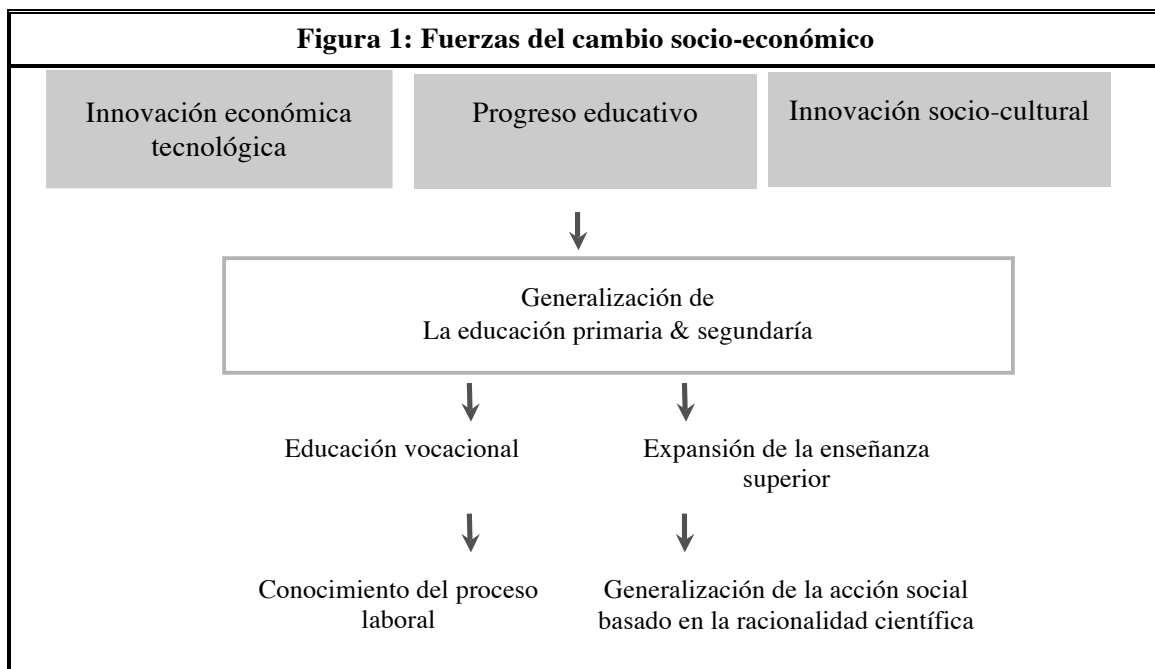 Figura 1: Fuerzas del cambio socio-económico
Innovación económica
tecnológica
Progreso educativo
Innovación socio-cultural
Generalización de
La educación primaria & segundaría
Educación vocacional
Expansión de la enseñanza
superior
Conocimiento del proceso
laboral
Generalización de la acción social
basado en la racionalidad científica